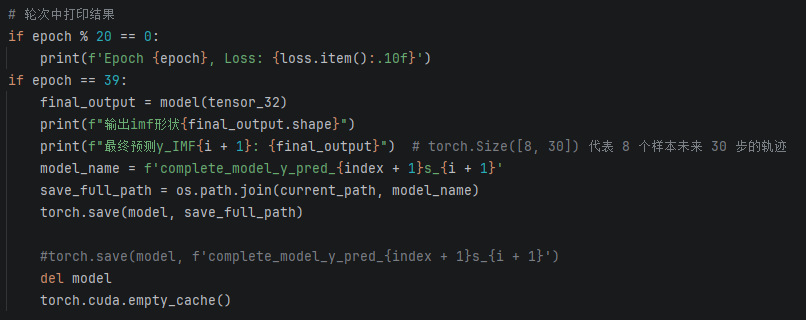 # 轮次中打印结果
if epoch % 20 == 0:
    print(f'Epoch {epoch}, Loss: {loss.item():.10f}')
if epoch == 39:
    final_output = model(tensor_32)
    print(f"输出imf形状{final_output.shape}")
    print(f"最终预测y_IMF{i + 1}: {final_output}")  # torch.Size([8, 30]) 代表 8 个样本未来 30 步的轨迹
    model_name = f'complete_model_y_pred_{index + 1}s_{i + 1}'
    save_full_path = os.path.join(current_path, model_name)
    torch.save(model, save_full_path)

    #torch.save(model, f'complete_model_y_pred_{index + 1}s_{i + 1}')
    del model
    torch.cuda.empty_cache()